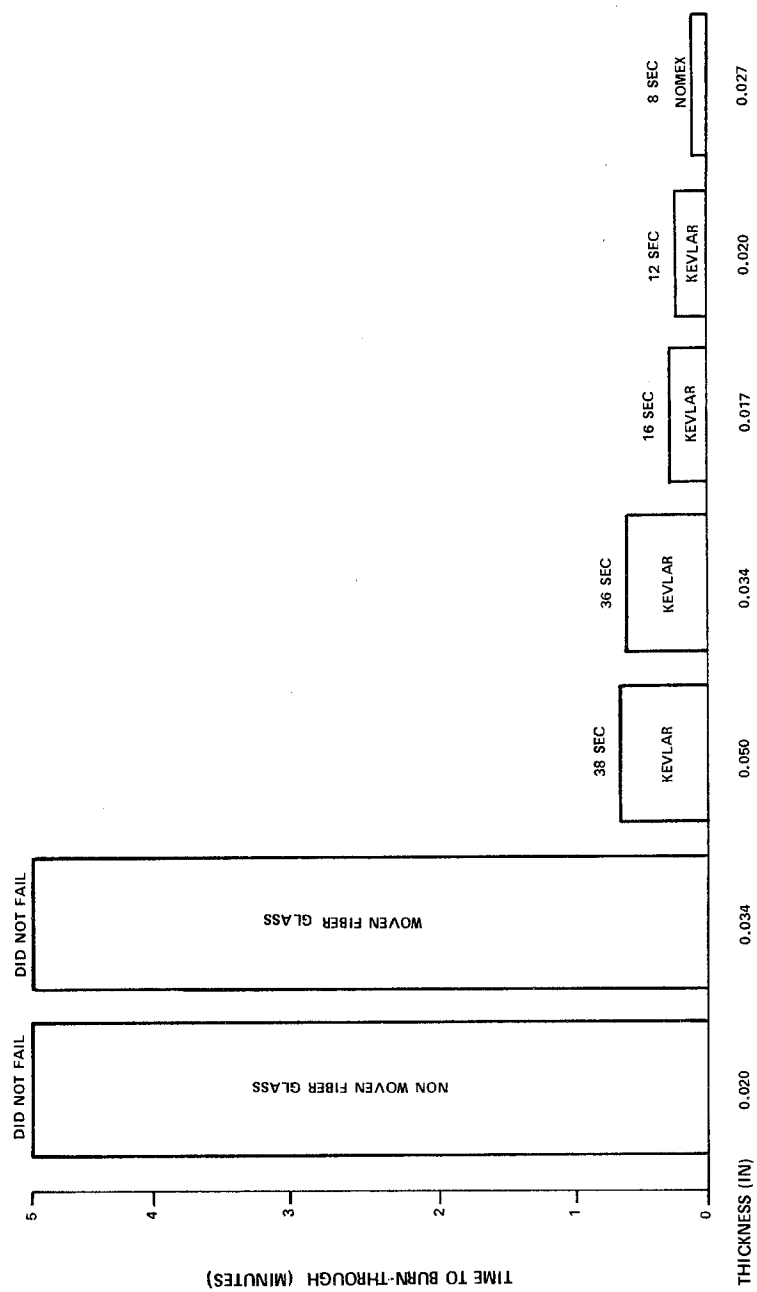 TIME TO BURN-THROUGH (MINUTES)
5
4
3
2
1
0
DID NOT FAIL
NON WOVEN FIBER GLASS
DID NOT FAIL
WOVEN FIBER GLASS
38 SEC
KEVLAR
36 SEC
KEVLAR
16 SEC
KEVLAR
12 SEC
KEVLAR
8 SEC
NOMEX
THICKNESS (IN)
0.020
0.034
0.050
0.034
0.017
0.020
0.027